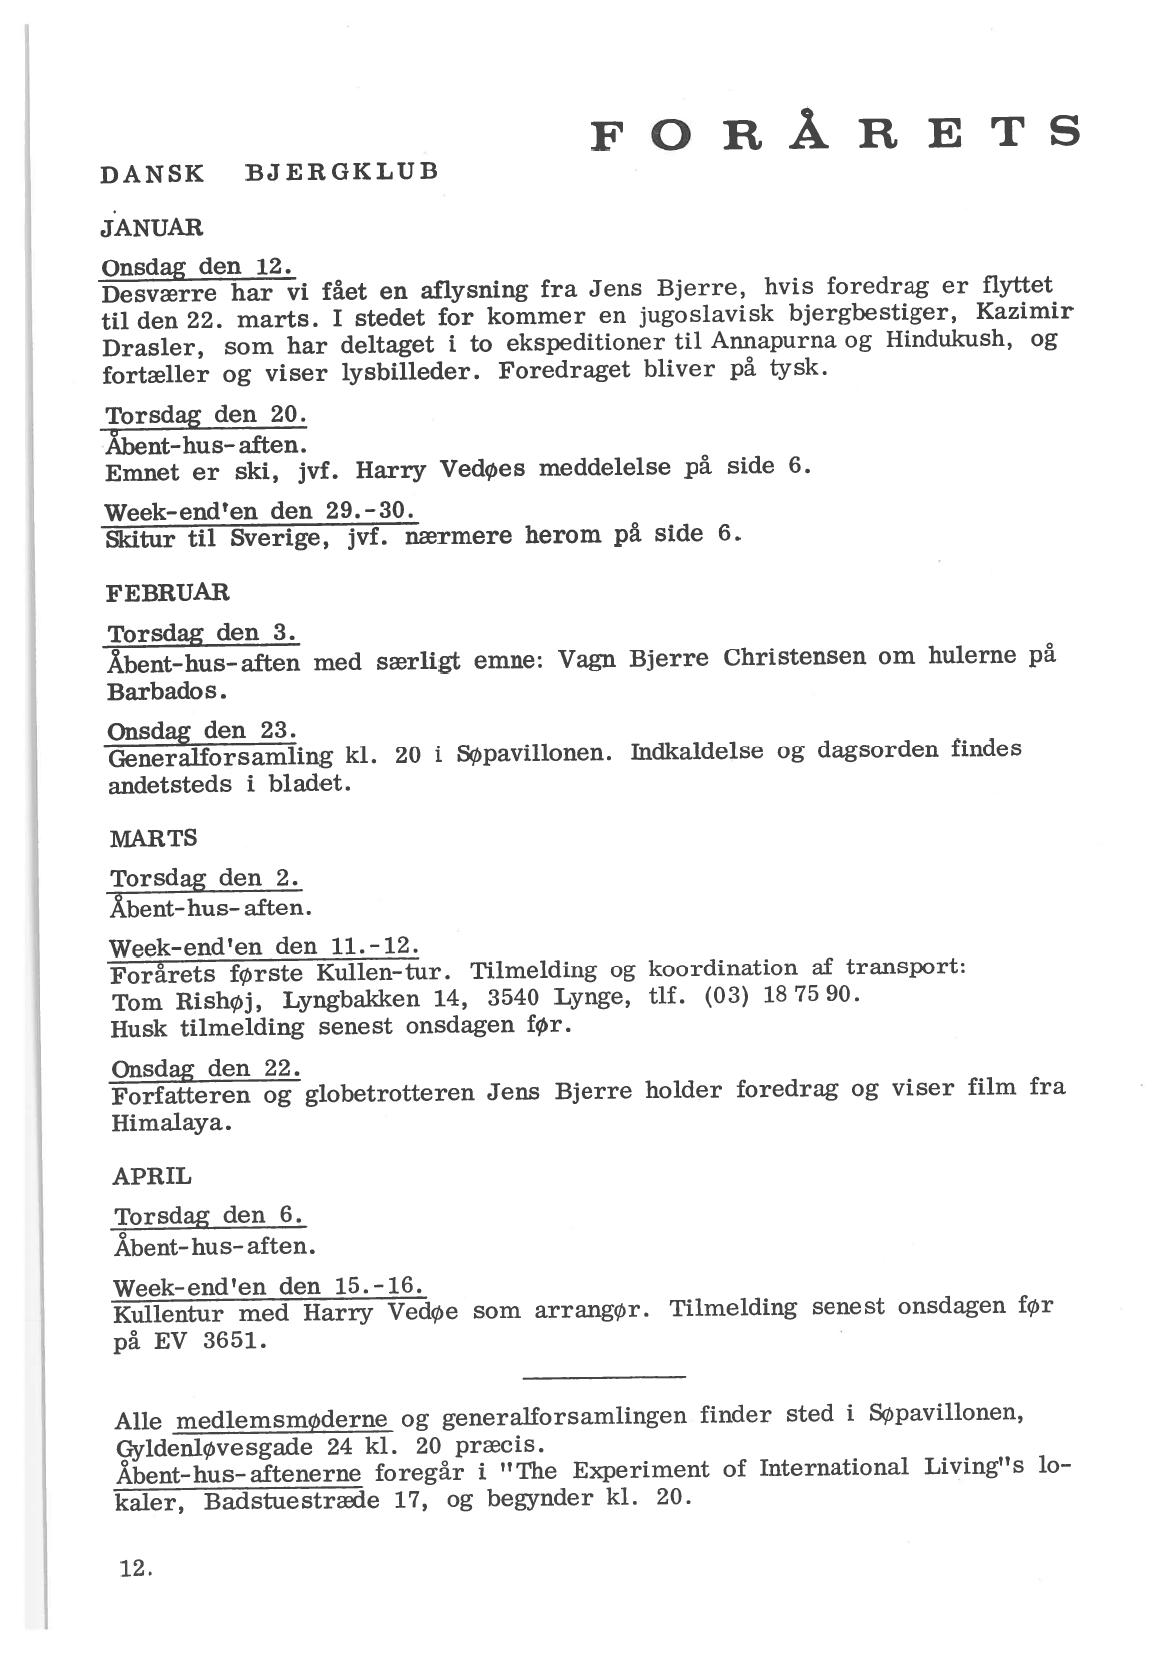 FORÅRETS
DANSK BJERGKLUB
JANUAR
Onsdag den 12.
Desværre har vi fået en aflysning fra Jens Bjerre, hvis foredrag er flyttet
til den 22. marts. I stedet for kommer en jugoslavisk bjergbestiger, Kazimir
Drasler, som har deltaget i to ekspeditioner til Annapurna og Hindukush, og
fortæller og viser lysbilleder. Foredraget bliver på tysk.
Torsdag den 20.
Åbent-hus-aften.
Emnet er ski, jvf. Harry Vedøes meddelelse på side 6.
Week-end'en den 29.-30.
Skitur til Sverige, jvf. nærmere herom på side 6.
FEBRUAR
Torsdag den 3.
Åbent-hus-aften med særligt emne: Vagn Bjerre Christensen om hulerne på
Barbados.
Onsdag den 23.
Generalforsamling kl. 20 i Søpavillonen. Indkaldelse og dagsorden findes
andetsteds i bladet.
MARTS
Torsdag den 2.
Åbent-hus-aften.
Week-end'en den 11.-12.
Forårets første Kullen-tur. Tilmelding og koordination af transport:
Tom Rishøj, Lyngbakken 14, 3540 Lynge, tlf. (03) 18 75 90.
Husk tilmelding senest onsdagen før.
Onsdag den 22.
Forfatteren og globetrotteren Jens Bjerre holder foredrag og viser film fra
Himalaya.
APRIL
Torsdag den 6.
Åbent-hus-aften.
Week-end'en den 15.-16.
Kullentur med Harry Vedøe som arrangør. Tilmelding senest onsdagen før
på EV 3651.
Alle medlemsmøderne og generalforsamlingen finder sted i Søpavillonen,
Gyldenløvesgade 24 kl. 20 præcis.
Åbent-hus-aftenerne foregår i "The Experiment of International Living"s lo-
kaler, Badstuestræde 17, og begynder kl. 20.
12.